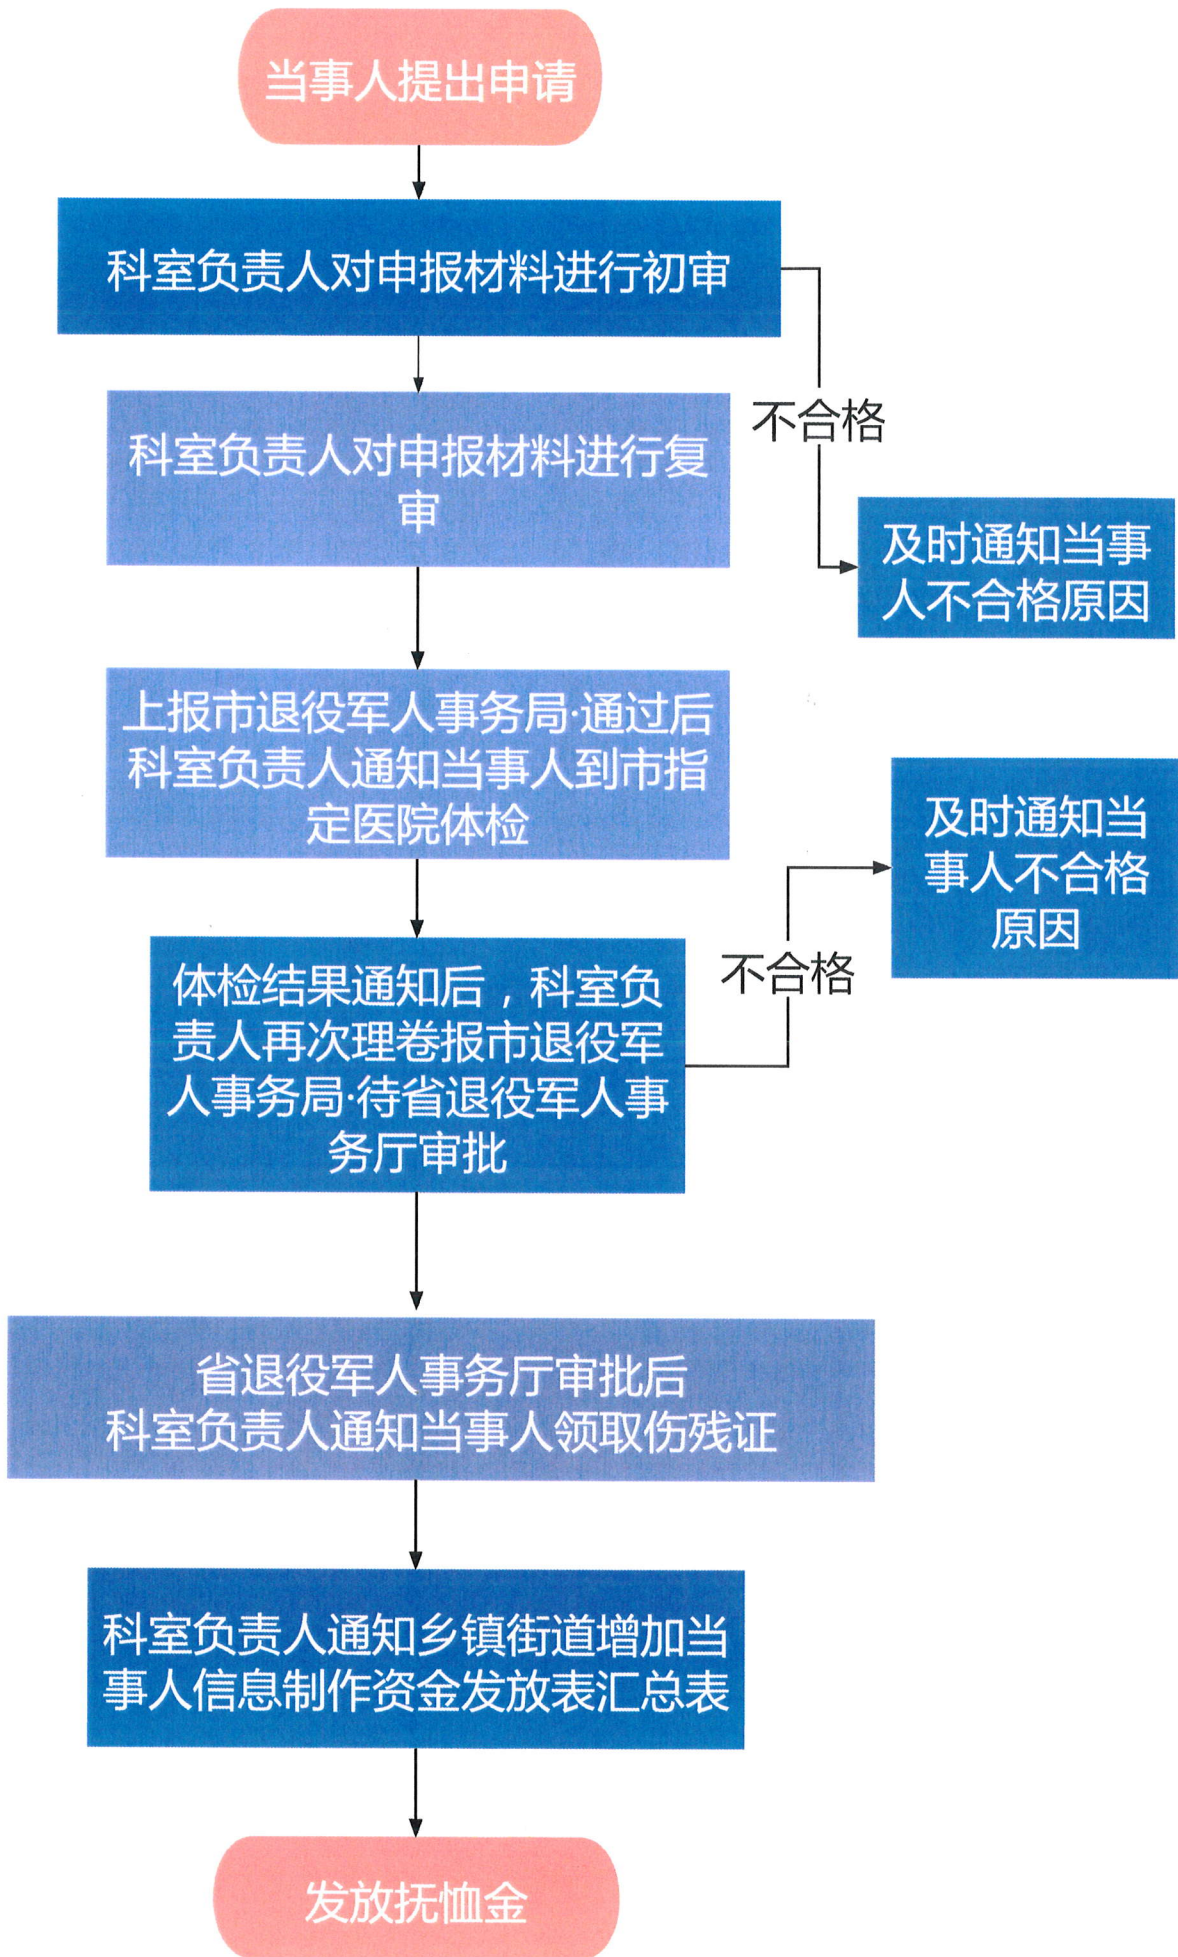 当事人提出申请
科室负责人对申报材料进行初审
不合格
科室负责人对申报材料进行复
审
及时通知当事
人不合格原因
上报市退役军人事务局·通过后
科室负责人通知当事人到市指
定医院体检
及时通知当
事人不合格
原因
不合格
体检结果通知后，科室负
责人再次理卷报市退役军
人事务局·待省退役军人事
务厅审批
省退役军人事务厅审批后
科室负责人通知当事人领取伤残证
科室负责人通知乡镇街道增加当
事人信息制作资金发放表汇总表
发放抚恤金